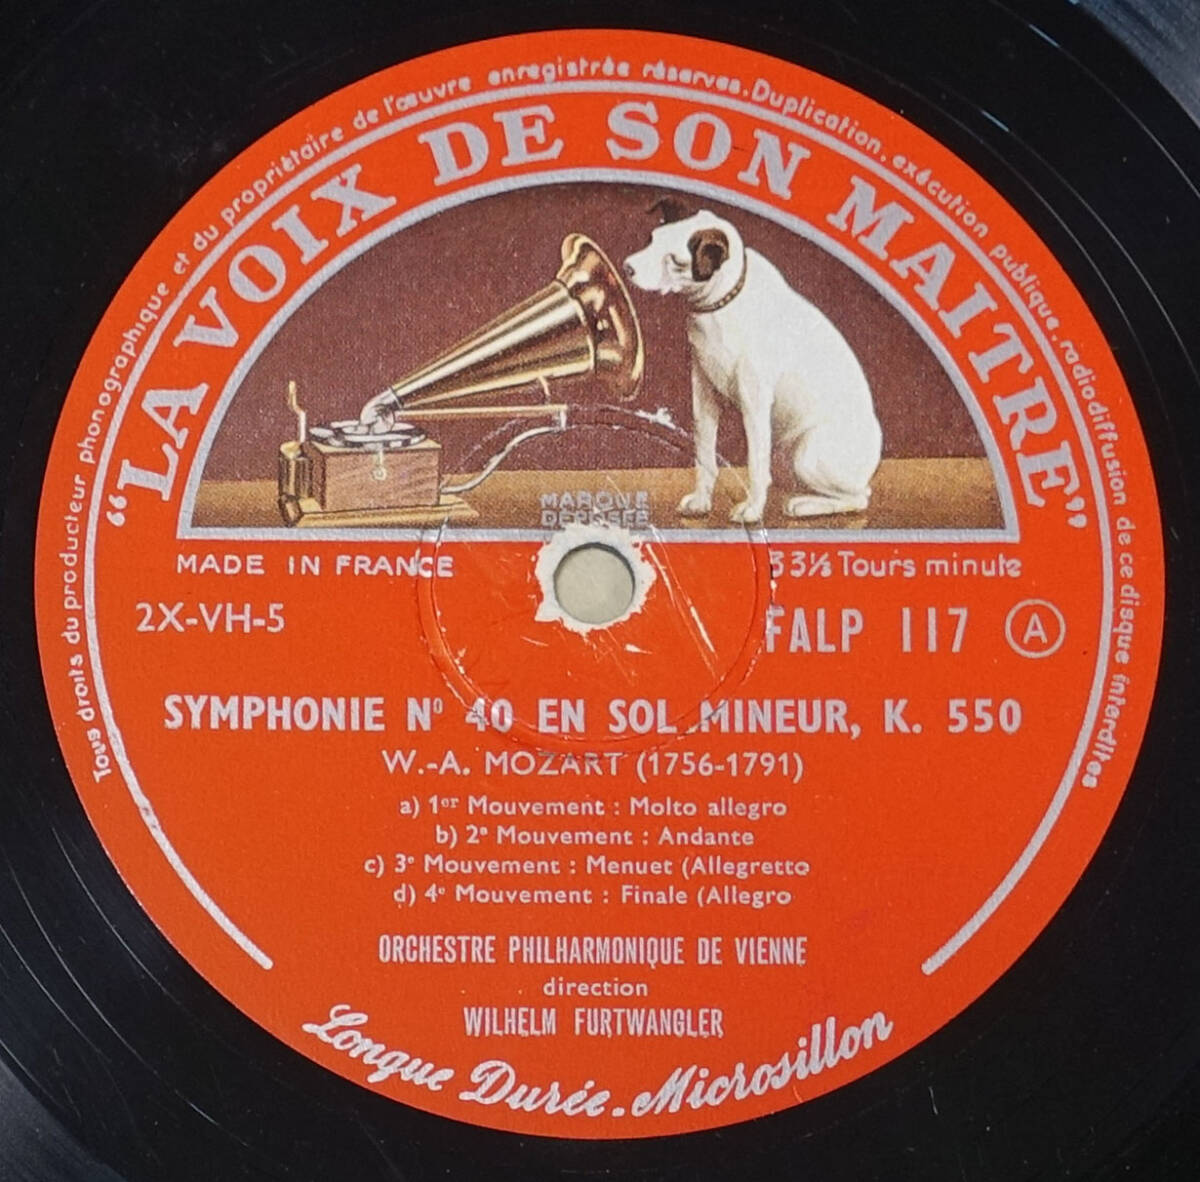 Tous droits du producteur phonographique et du propriétaire de l'œuvre enregistrée réservés. Duplication, exécution publique, radiodiffusion de ce disque interdites
“LA VOIX DE SON MAITRE”
MARQUE
DÉPOSÉE
MADE IN FRANCE
33⅓ Tours minute
2X-VH-5
FALP 117 A
SYMPHONIE Nº 40 EN SOL MINEUR, K. 550
W.-A. MOZART (1756-1791)
a) 1er Mouvement : Molto allegro
b) 2e Mouvement : Andante
c) 3e Mouvement : Menuet (Allegretto
d) 4e Mouvement : Finale (Allegro
ORCHESTRE PHILHARMONIQUE DE VIENNE
direction
WILHELM FURTWANGLER
Longue Durée - Microsillon